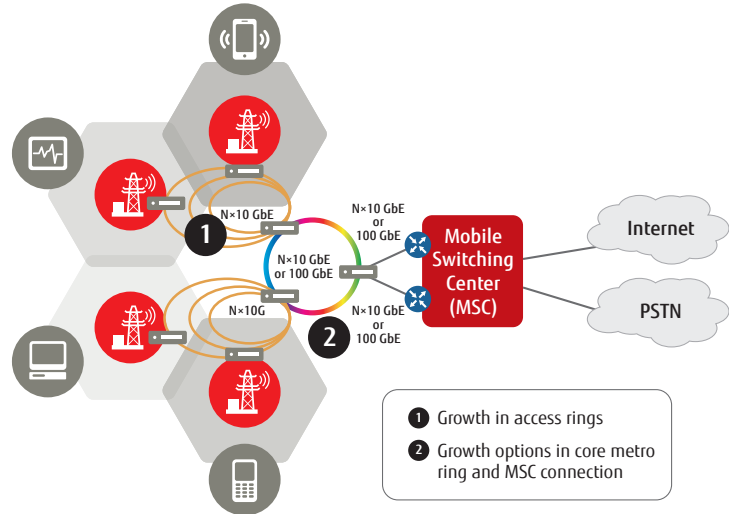 N×10 GbE
1
N×10 GbE
or 100 GbE
N×10G
2
N×10 GbE
or
100 GbE
N×10 GbE
or
100 GbE
Mobile
Switching
Center
(MSC)
Internet
PSTN
1 Growth in access rings
2 Growth options in core metro
ring and MSC connection